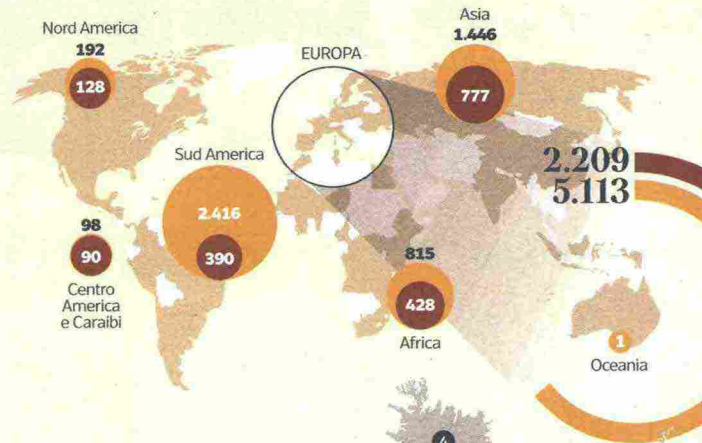 Nord America
192
128
EUROPA
Asia
1.446
777
Sud America
2.416
390
98
90
Centro
America
e Caraibi
815
428
Africa
2.209
5.113
1
Oceania
4